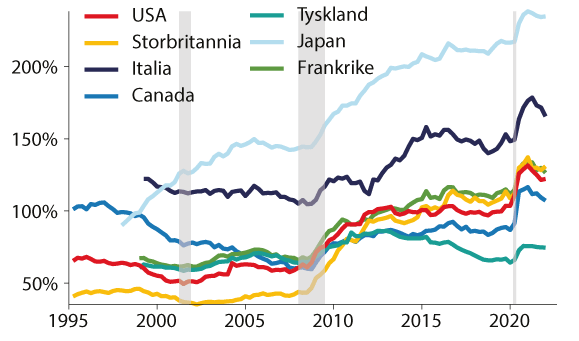 USA
Storbritannia
Italia
Canada
Tyskland
Japan
Frankrike
200%
150%
100%
50%
1995 2000 2005 2010 2015 2020